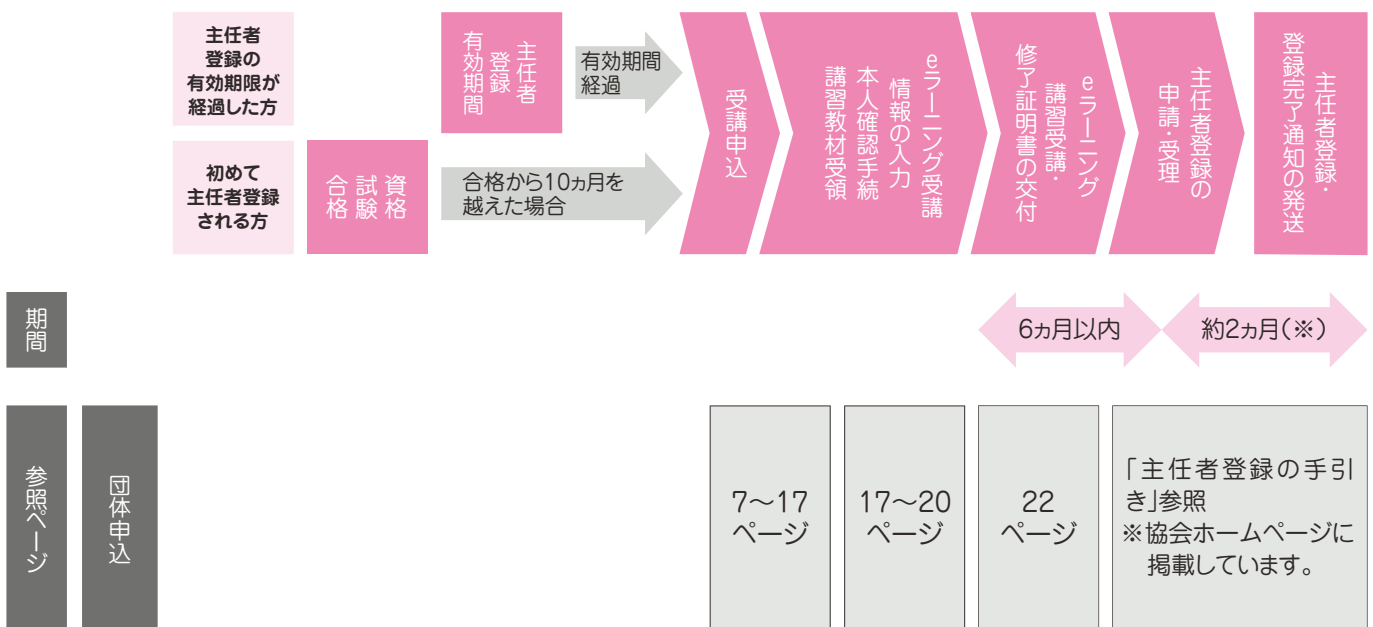 主任者
登録の
有効期限が
経過した方
主任者
登録
有効期間
有効期間
経過
初めて
主任者登録
される方
資格
試験
合格
合格から10ヵ月を
越えた場合
受講申込
eラーニング受講
情報の入力
本人確認手続
講習教材受領
eラーニング
講習受講・
修了証明書の交付
主任者登録の
申請・受理
主任者登録・
登録完了通知の発送
期間
6ヵ月以内
約2ヵ月(※)
参照ページ
団体申込
7〜17
ページ
17〜20
ページ
22
ページ
「主任者登録の手引
き」参照
※協会ホームページに
掲載しています。